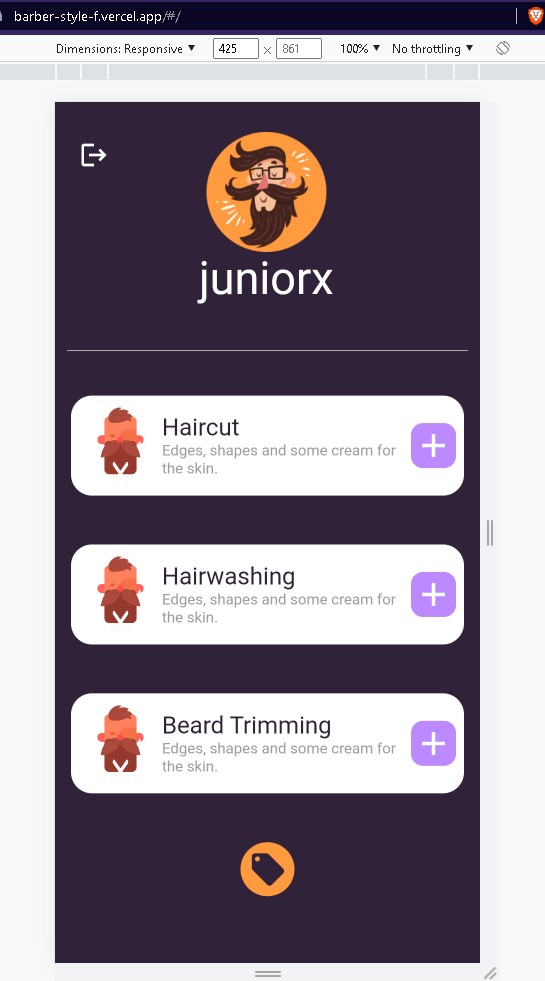 barber-style-f.vercel.app/#/
Dimensions: Responsive 425 × 861 100% No throttling
juniorx
Haircut
Edges, shapes and some cream for
the skin.
Hairwashing
Edges, shapes and some cream for
the skin.
Beard Trimming
Edges, shapes and some cream for
the skin.